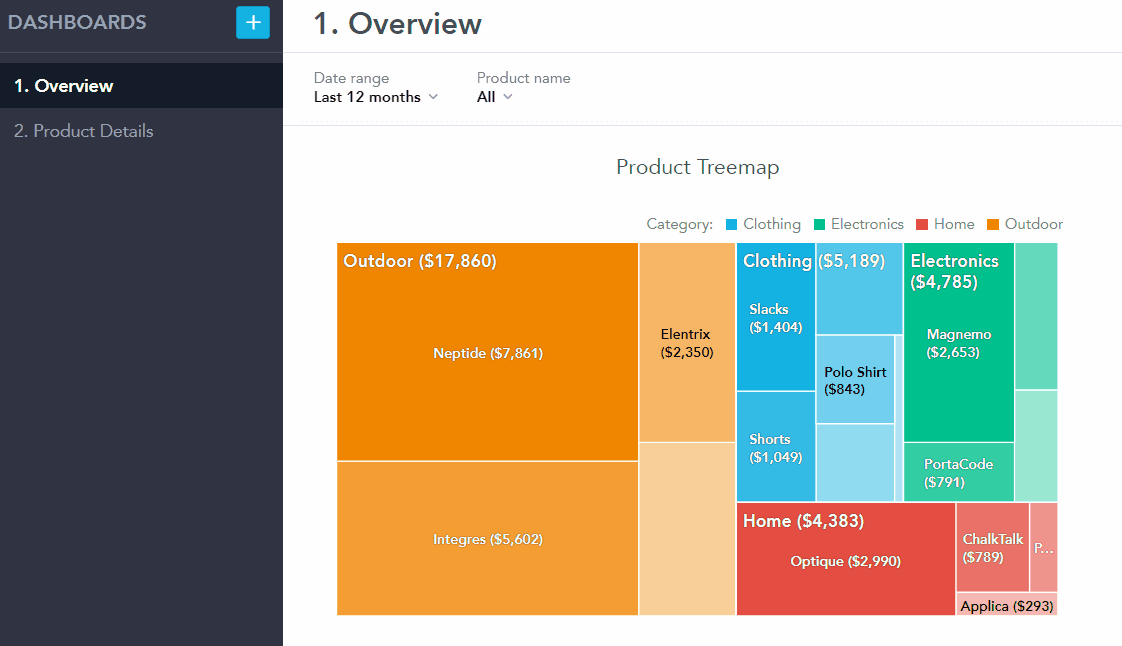 DASHBOARDS
+
1. Overview
2. Product Details
1. Overview
Date range
Product name
Last 12 months
All
Product Treemap
Category: Clothing Electronics Home Outdoor
Outdoor ($17,860)
Neptide ($7,861)
Integres ($5,602)
Elentrix
($2,350)
Clothing ($5,189)
Slacks
($1,404)
Shorts
($1,049)
Polo Shirt
($843)
Electronics
($4,785)
Magnemo
($2,653)
PortaCode
($791)
Home ($4,383)
Optique ($2,990)
ChalkTalk
($789)
P...
Applica ($293)